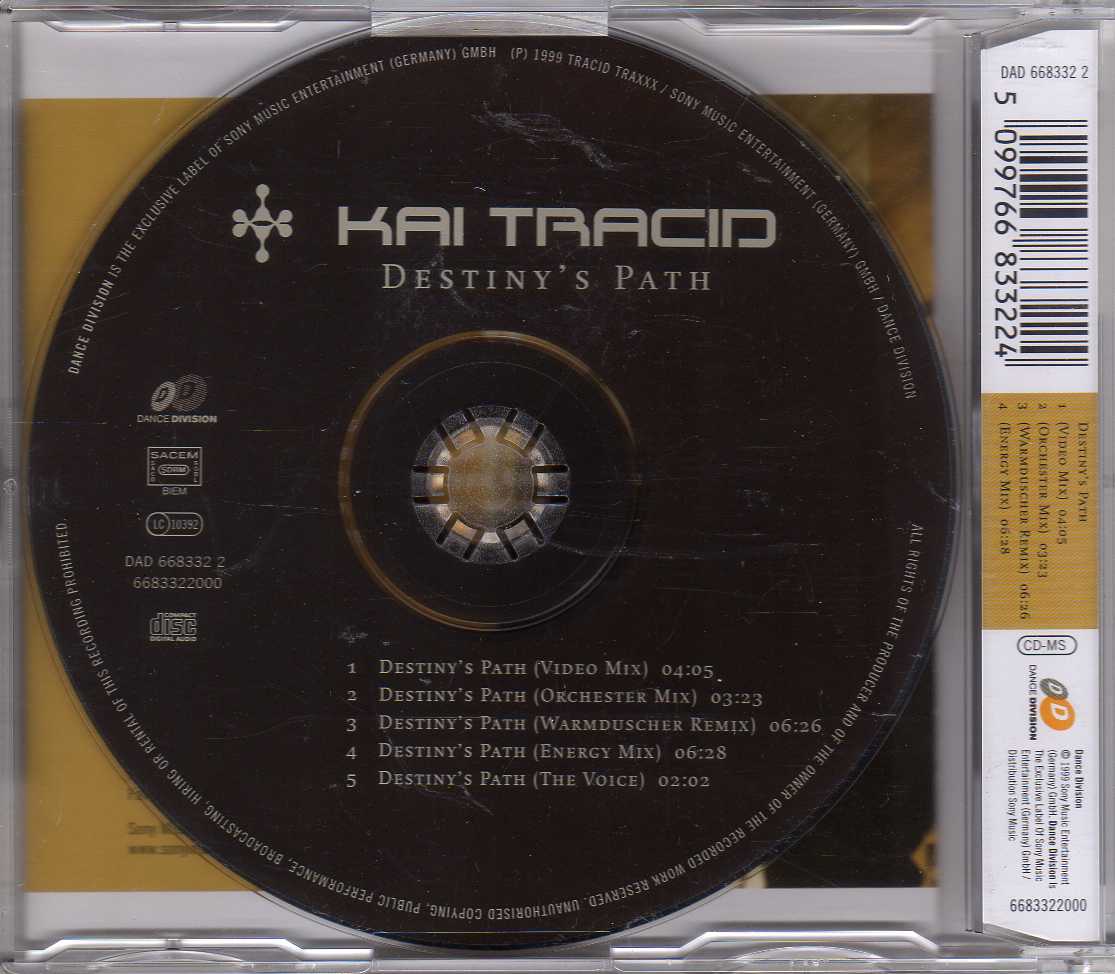 DANCE DIVISION IS THE EXCLUSIVE LABEL OF SONY MUSIC ENTERTAINMENT (GERMANY) GMBH (P) 1999 TRACID TRAXXX / SONY MUSIC ENTERTAINMENT (GERMANY) GMBH / DANCE DIVISION
KAI TRACID
DESTINY'S PATH
DD
DANCE DIVISION
SACEM
SACD
SDRM
SGDL
BIEM
LC 10392
DAD 668332 2
6683322000
COMPACT
disc
DIGITAL AUDIO
1 DESTINY'S PATH (VIDEO MIX) 04:05
2 DESTINY'S PATH (ORCHESTER MIX) 03:23
3 DESTINY'S PATH (WARMDUSCHER REMIX) 06:26
4 DESTINY'S PATH (ENERGY MIX) 06:28
5 DESTINY'S PATH (THE VOICE) 02:02
ALL RIGHTS OF THE PRODUCER AND OF THE OWNER OF THE RECORDED WORK RESERVED. UNAUTHORISED COPYING, PUBLIC PERFORMANCE, BROADCASTING, HIRING OR RENTAL OF THIS RECORDING PROHIBITED.
Sony
www.sony
DAD 668332 2
5 099766 833224
DESTINY'S PATH
1 (VIDEO MIX) 04:05
2 (ORCHESTER MIX) 03:23
3 (WARMDUSCHER REMIX) 06:26
4 (ENERGY MIX) 06:28
CD-MS
DD
DANCE DIVISION
Dance Division
© 1999 Sony Music Entertainment
(Germany) GmbH. Dance Division is
The Exclusive Label Of Sony Music
Entertainment (Germany) GmbH /
Distribution Sony Music
6683322000